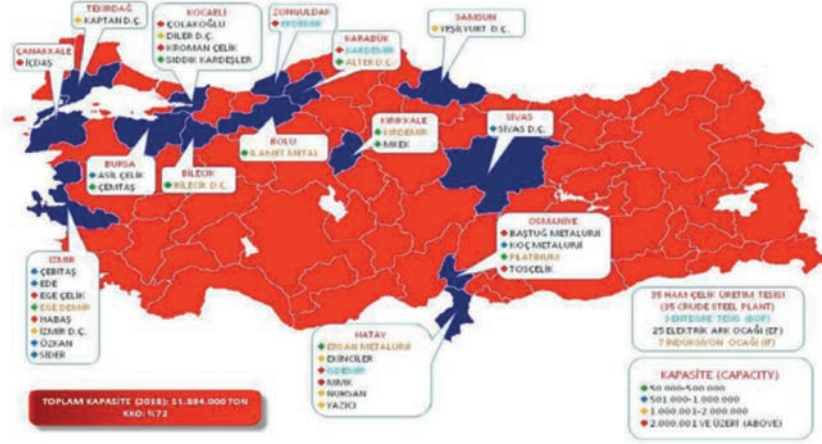 TEKİRDAĞ
KAPTAN D.Ç.
KOCAELİ
ÇOLAKOĞLU
DİLER D.Ç.
KROMAN ÇELİK
SIDDIK KARDEŞLER
ZONGULDAK
ERDEMİR
KARABÜK
KARDEMİR
ALTER D.Ç.
SAMSUN
YEŞİLYURT D.Ç.
ÇANAKKALE
İÇDAŞ
BURSA
ASİL ÇELİK
ÇEMTAŞ
BİLECİK
BİLECİK D.Ç.
BOLU
METAL
KIRIKKALE
KIRDEMİR
MKEK
SİVAS
SİVAS D.Ç.
OSMANİYE
BAŞTUĞ METALURJİ
KOÇ METALURJİ
PLATINUM
TOSÇELİK
İZMİR
ÇEBİTAŞ
EDE
EGE ÇELİK
EGE DEMİR
HABAŞ
İZMİR D.Ç.
ÖZKAN
SİDER
HATAY
ERSAN METALURJİ
EKİNCİLER
MMK
NURSAN
YAZICI
35 HAM ÇELİK ÜRETİM TESİSİ
(35 CRUDE STEEL PLANT)
3 ENTEGRE TESİS (BOF)
25 ELEKTRİK ARK OCAĞI (EF)
7 İNDÜKSİYON OCAĞI (IF)
KAPASİTE (CAPACITY)
50.000-500.000
501.000-1.000.000
1.000.001-2.000.000
2.000.001 VE ÜZERİ (ABOVE)
TOPLAM KAPASİTE (2018): 51.884.000 TON
KKO: %72